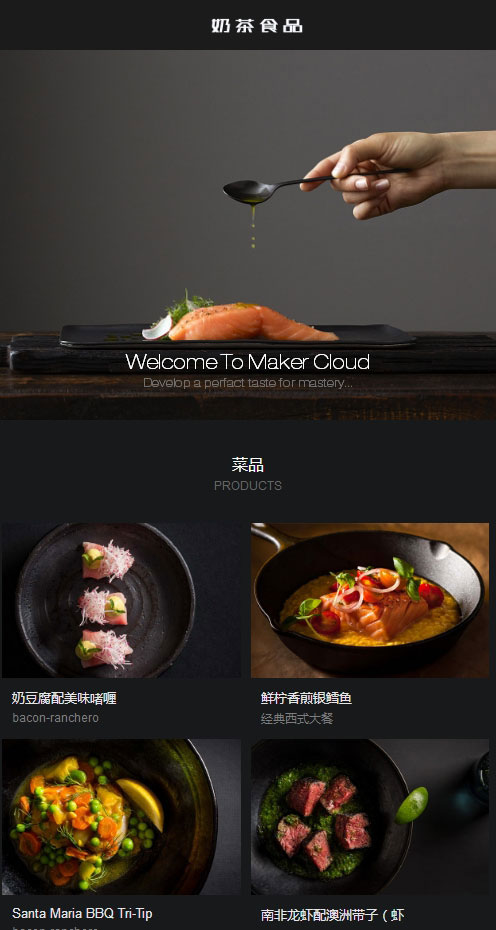 奶茶食品
Welcome To Maker Cloud
Develop a perfact taste for mastery...
菜品
PRODUCTS
奶豆腐配美味啫喱
bacon-ranchero
鲜柠香煎银鳕鱼
经典西式大餐
Santa Maria BBQ Tri-Tip
南非龙虾配澳洲带子（虾
bacon-ranchero